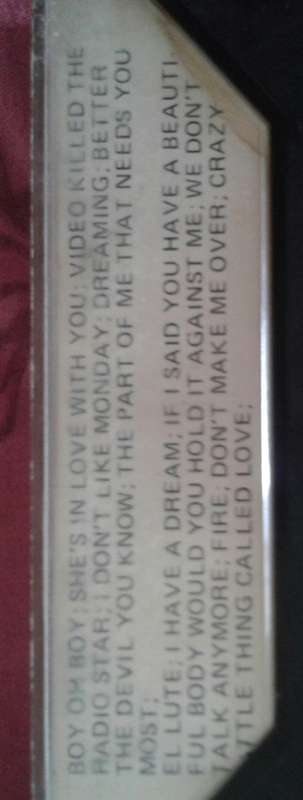 BOY OH BOY; SHE'S IN LOVE WITH YOU; VIDEO KILLED THE
RADIO STAR; I DON'T LIKE MONDAY; DREAMING; BETTER
THE DEVIL YOU KNOW; THE PART OF ME THAT NEEDS YOU
MOST;
EL LUTE; I HAVE A DREAM; IF I SAID YOU HAVE A BEAUTI
FUL BODY WOULD YOU HOLD IT AGAINST ME; WE DON'T
TALK ANYMORE; FIRE; DON'T MAKE ME OVER; CRAZY
ITTLE THING CALLED LOVE;